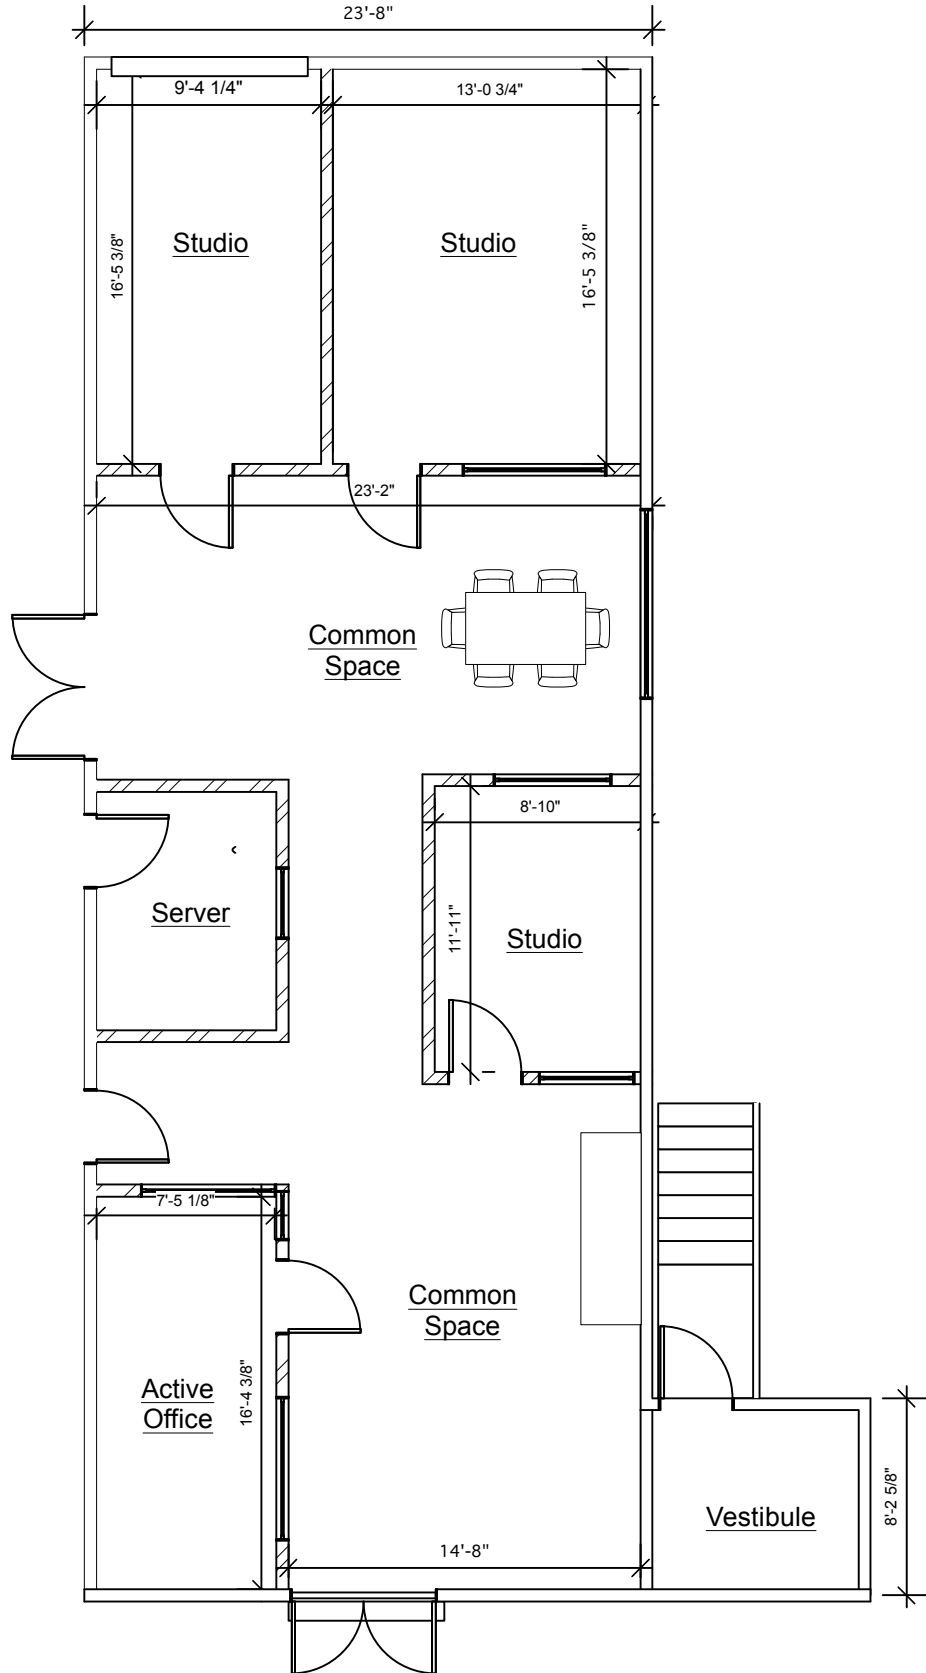 23'-8"
9'-4 1/4"
13'-0 3/4"
Studio
Studio
16'-5 3/8"
16'-5 3/8"
23'-2"
Common
Space
8'-10"
Server
11'-11"
Studio
7'-5 1/8"
Common
Space
Active
Office
16'-4 3/8"
Vestibule
8'-2 5/8"
14'-8"